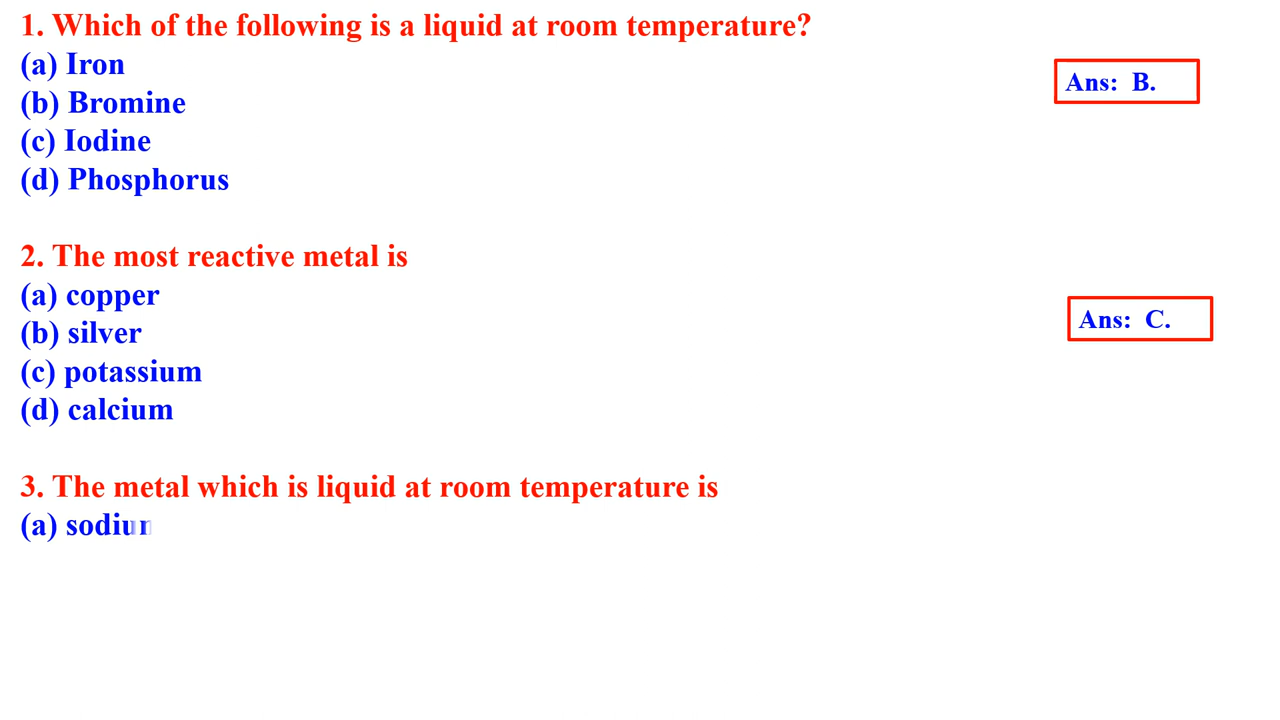 1. Which of the following is a liquid at room temperature?
(a) Iron
Ans: B.
(b) Bromine
(c) Iodine
(d) Phosphorus
2. The most reactive metal is
(a) copper
Ans: C.
(b) silver
(c) potassium
(d) calcium
3. The metal which is liquid at room temperature is
(a)